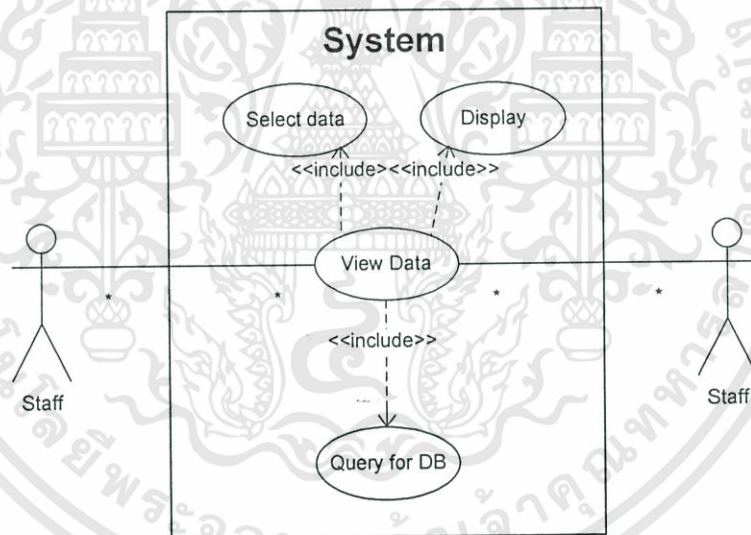 System
Select data
Display
<<include><<include>>
View Data
*
*
*
*
<<include>>
Staff
Staff
Query for DB